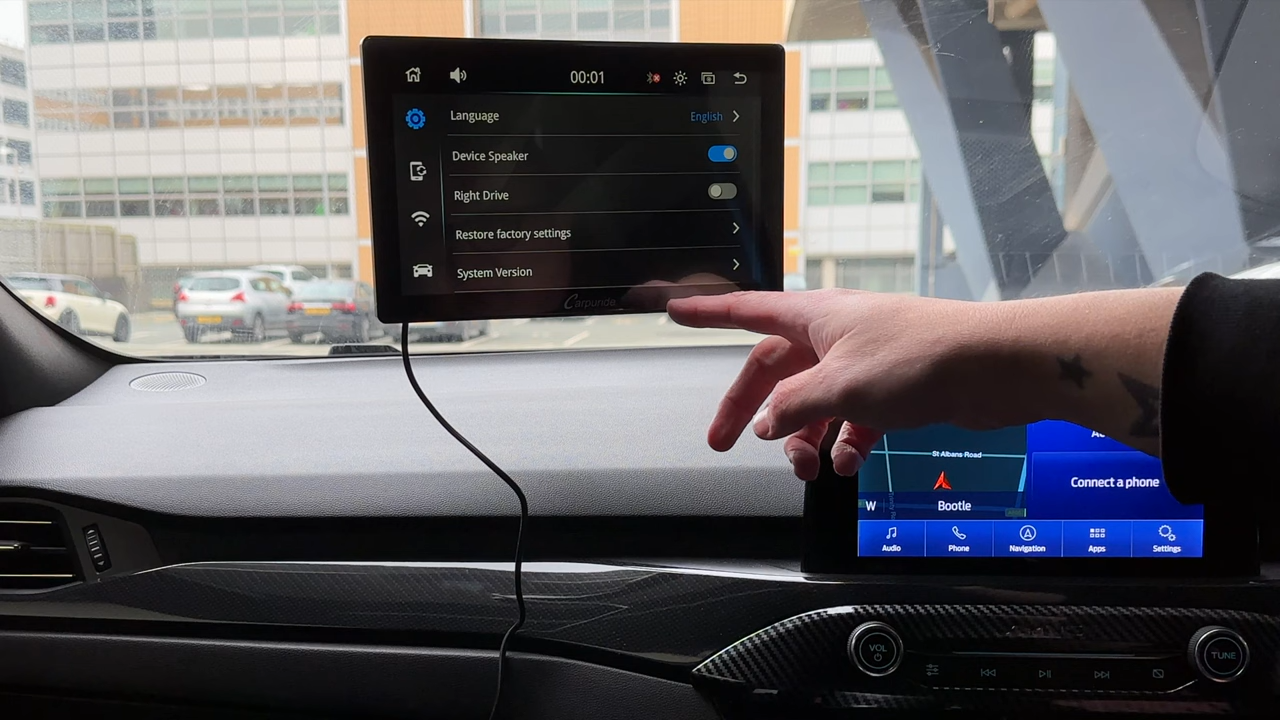 00:01
Language English
Device Speaker
Right Drive
Restore factory settings
System Version
Carpuride
St Albans Road
W Bootle
Connect a phone
Audio Phone Navigation Apps Settings
VOL
TUNE